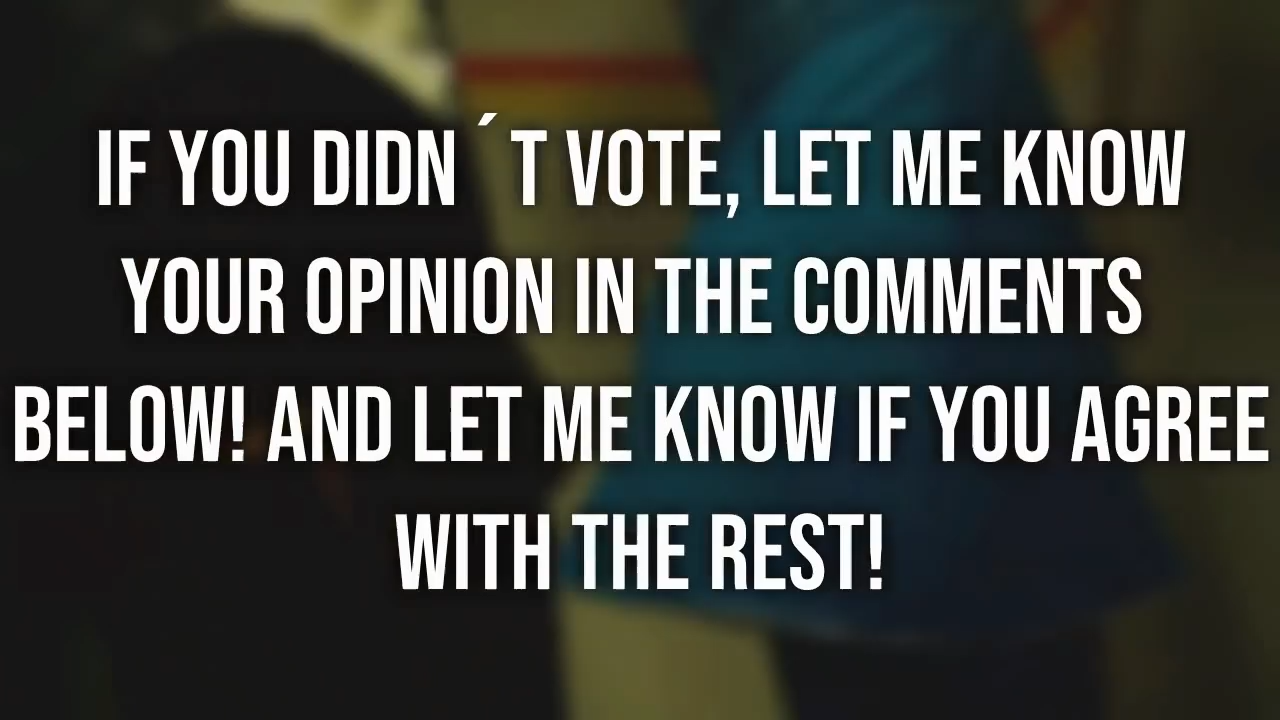 IF YOU DIDN ´T VOTE, LET ME KNOW
YOUR OPINION IN THE COMMENTS
BELOW! AND LET ME KNOW IF YOU AGREE
WITH THE REST!